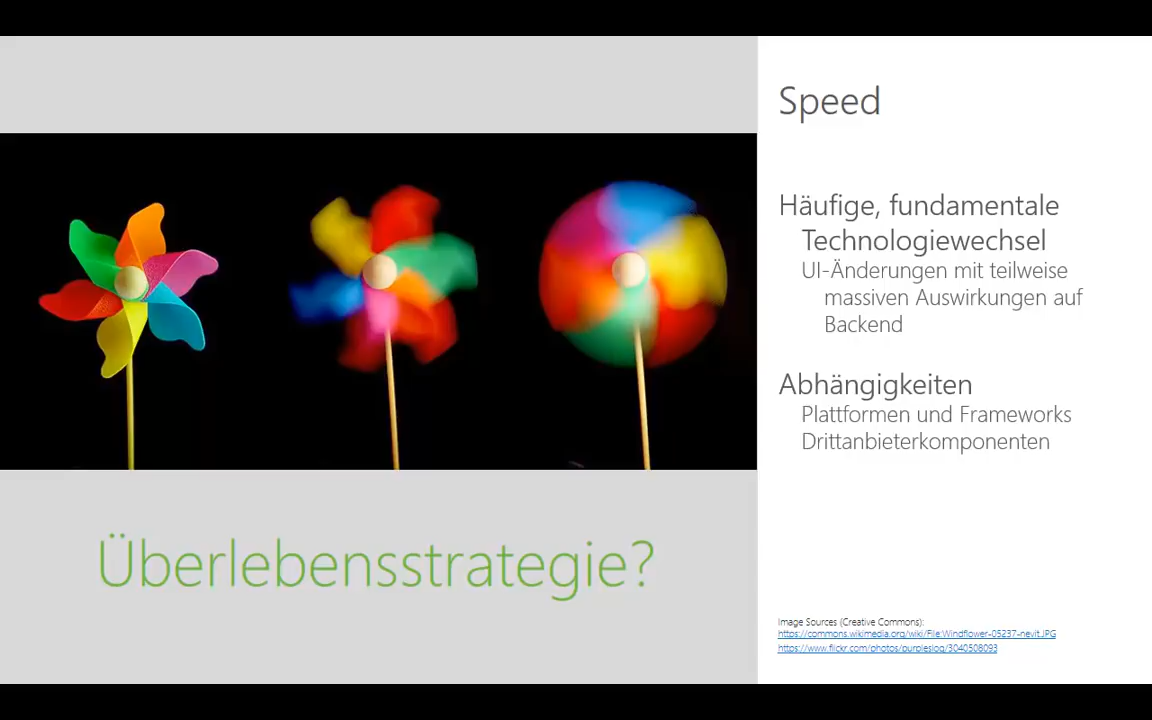 Speed
Häufige, fundamentale
Technologiewechsel
UI-Änderungen mit teilweise
massiven Auswirkungen auf
Backend
Abhängigkeiten
Plattformen und Frameworks
Drittanbieterkomponenten
Überlebensstrategie?
Image Sources (Creative Commons):
https://commons.wikimedia.org/wiki/File:Windflower-05237-nevit.JPG
https://www.flickr.com/photos/purpleslog/3040508093